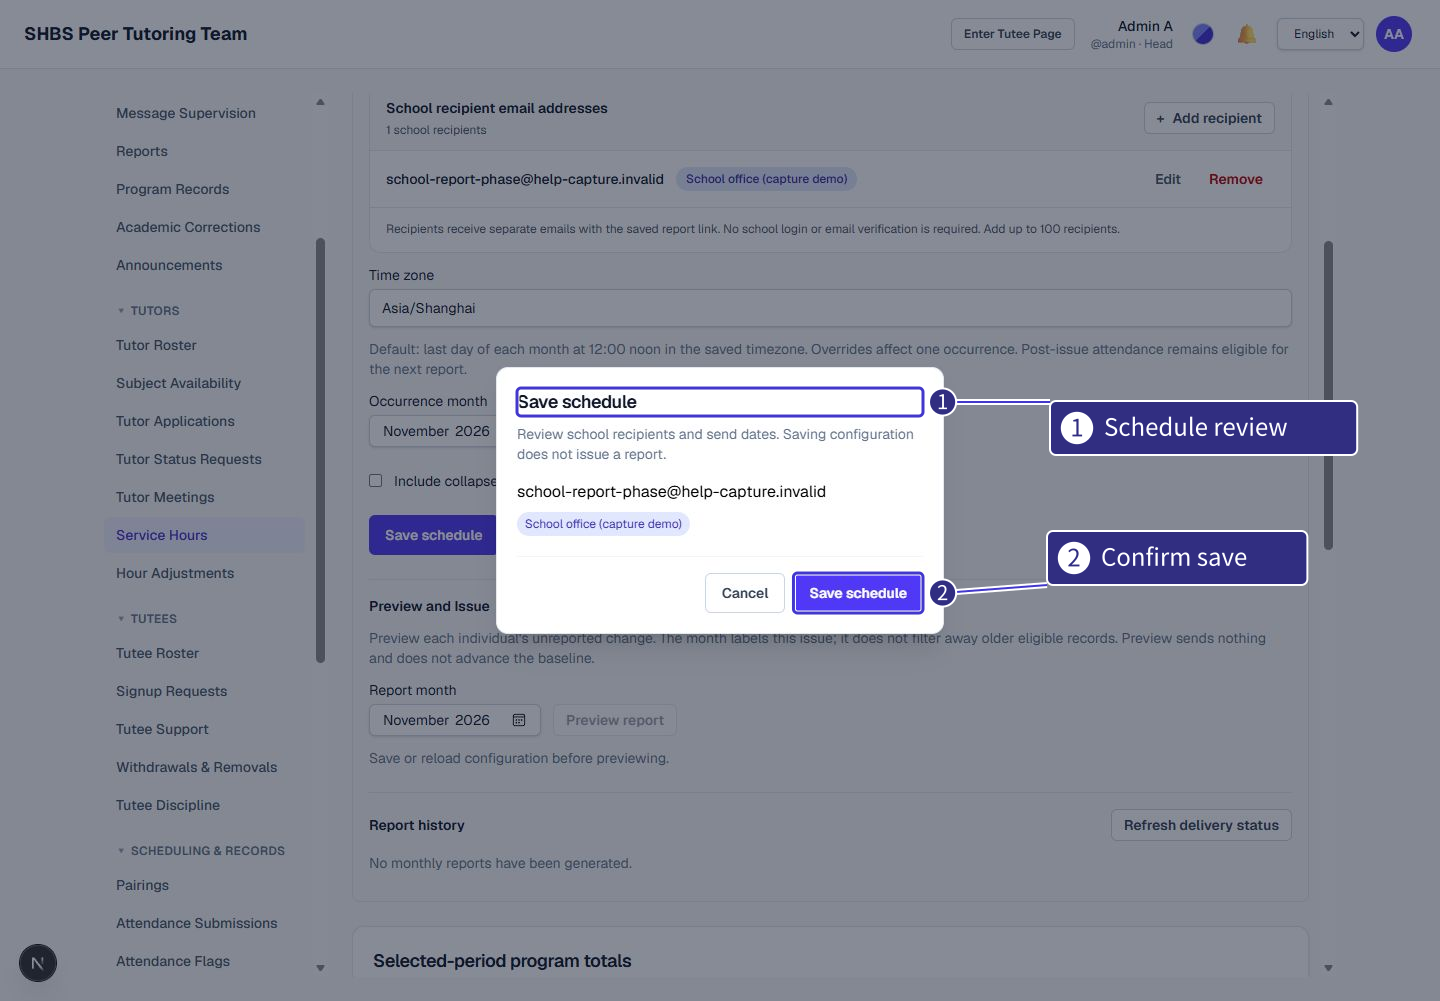 SHBS Peer Tutoring Team
Enter Tutee Page
Admin A
@admin · Head
English
AA
Message Supervision
Reports
Program Records
Academic Corrections
Announcements
TUTORS
Tutor Roster
Subject Availability
Tutor Applications
Tutor Status Requests
Tutor Meetings
Service Hours
Hour Adjustments
TUTEES
Tutee Roster
Signup Requests
Tutee Support
Withdrawals & Removals
Tutee Discipline
SCHEDULING & RECORDS
Pairings
Attendance Submissions
Attendance Flags
N
School recipient email addresses
1 school recipients
+ Add recipient
school-report-phase@help-capture.invalid School office (capture demo) Edit Remove
Recipients receive separate emails with the saved report link. No school login or email verification is required. Add up to 100 recipients.
Time zone
Asia/Shanghai
Default: last day of each month at 12:00 noon in the saved timezone. Overrides affect one occurrence. Post-issue attendance remains eligible for
the next report.
Occurrence month
November 2026
Include collapse
Save schedule
Save schedule
Review school recipients and send dates. Saving configuration
does not issue a report.
school-report-phase@help-capture.invalid
School office (capture demo)
Cancel
Save schedule
1
1 Schedule review
2
2 Confirm save
Preview and Issue
Preview each individual's unreported change. The month labels this issue; it does not filter away older eligible records. Preview sends nothing
and does not advance the baseline.
Report month
November 2026
Preview report
Save or reload configuration before previewing.
Report history
Refresh delivery status
No monthly reports have been generated.
Selected-period program totals